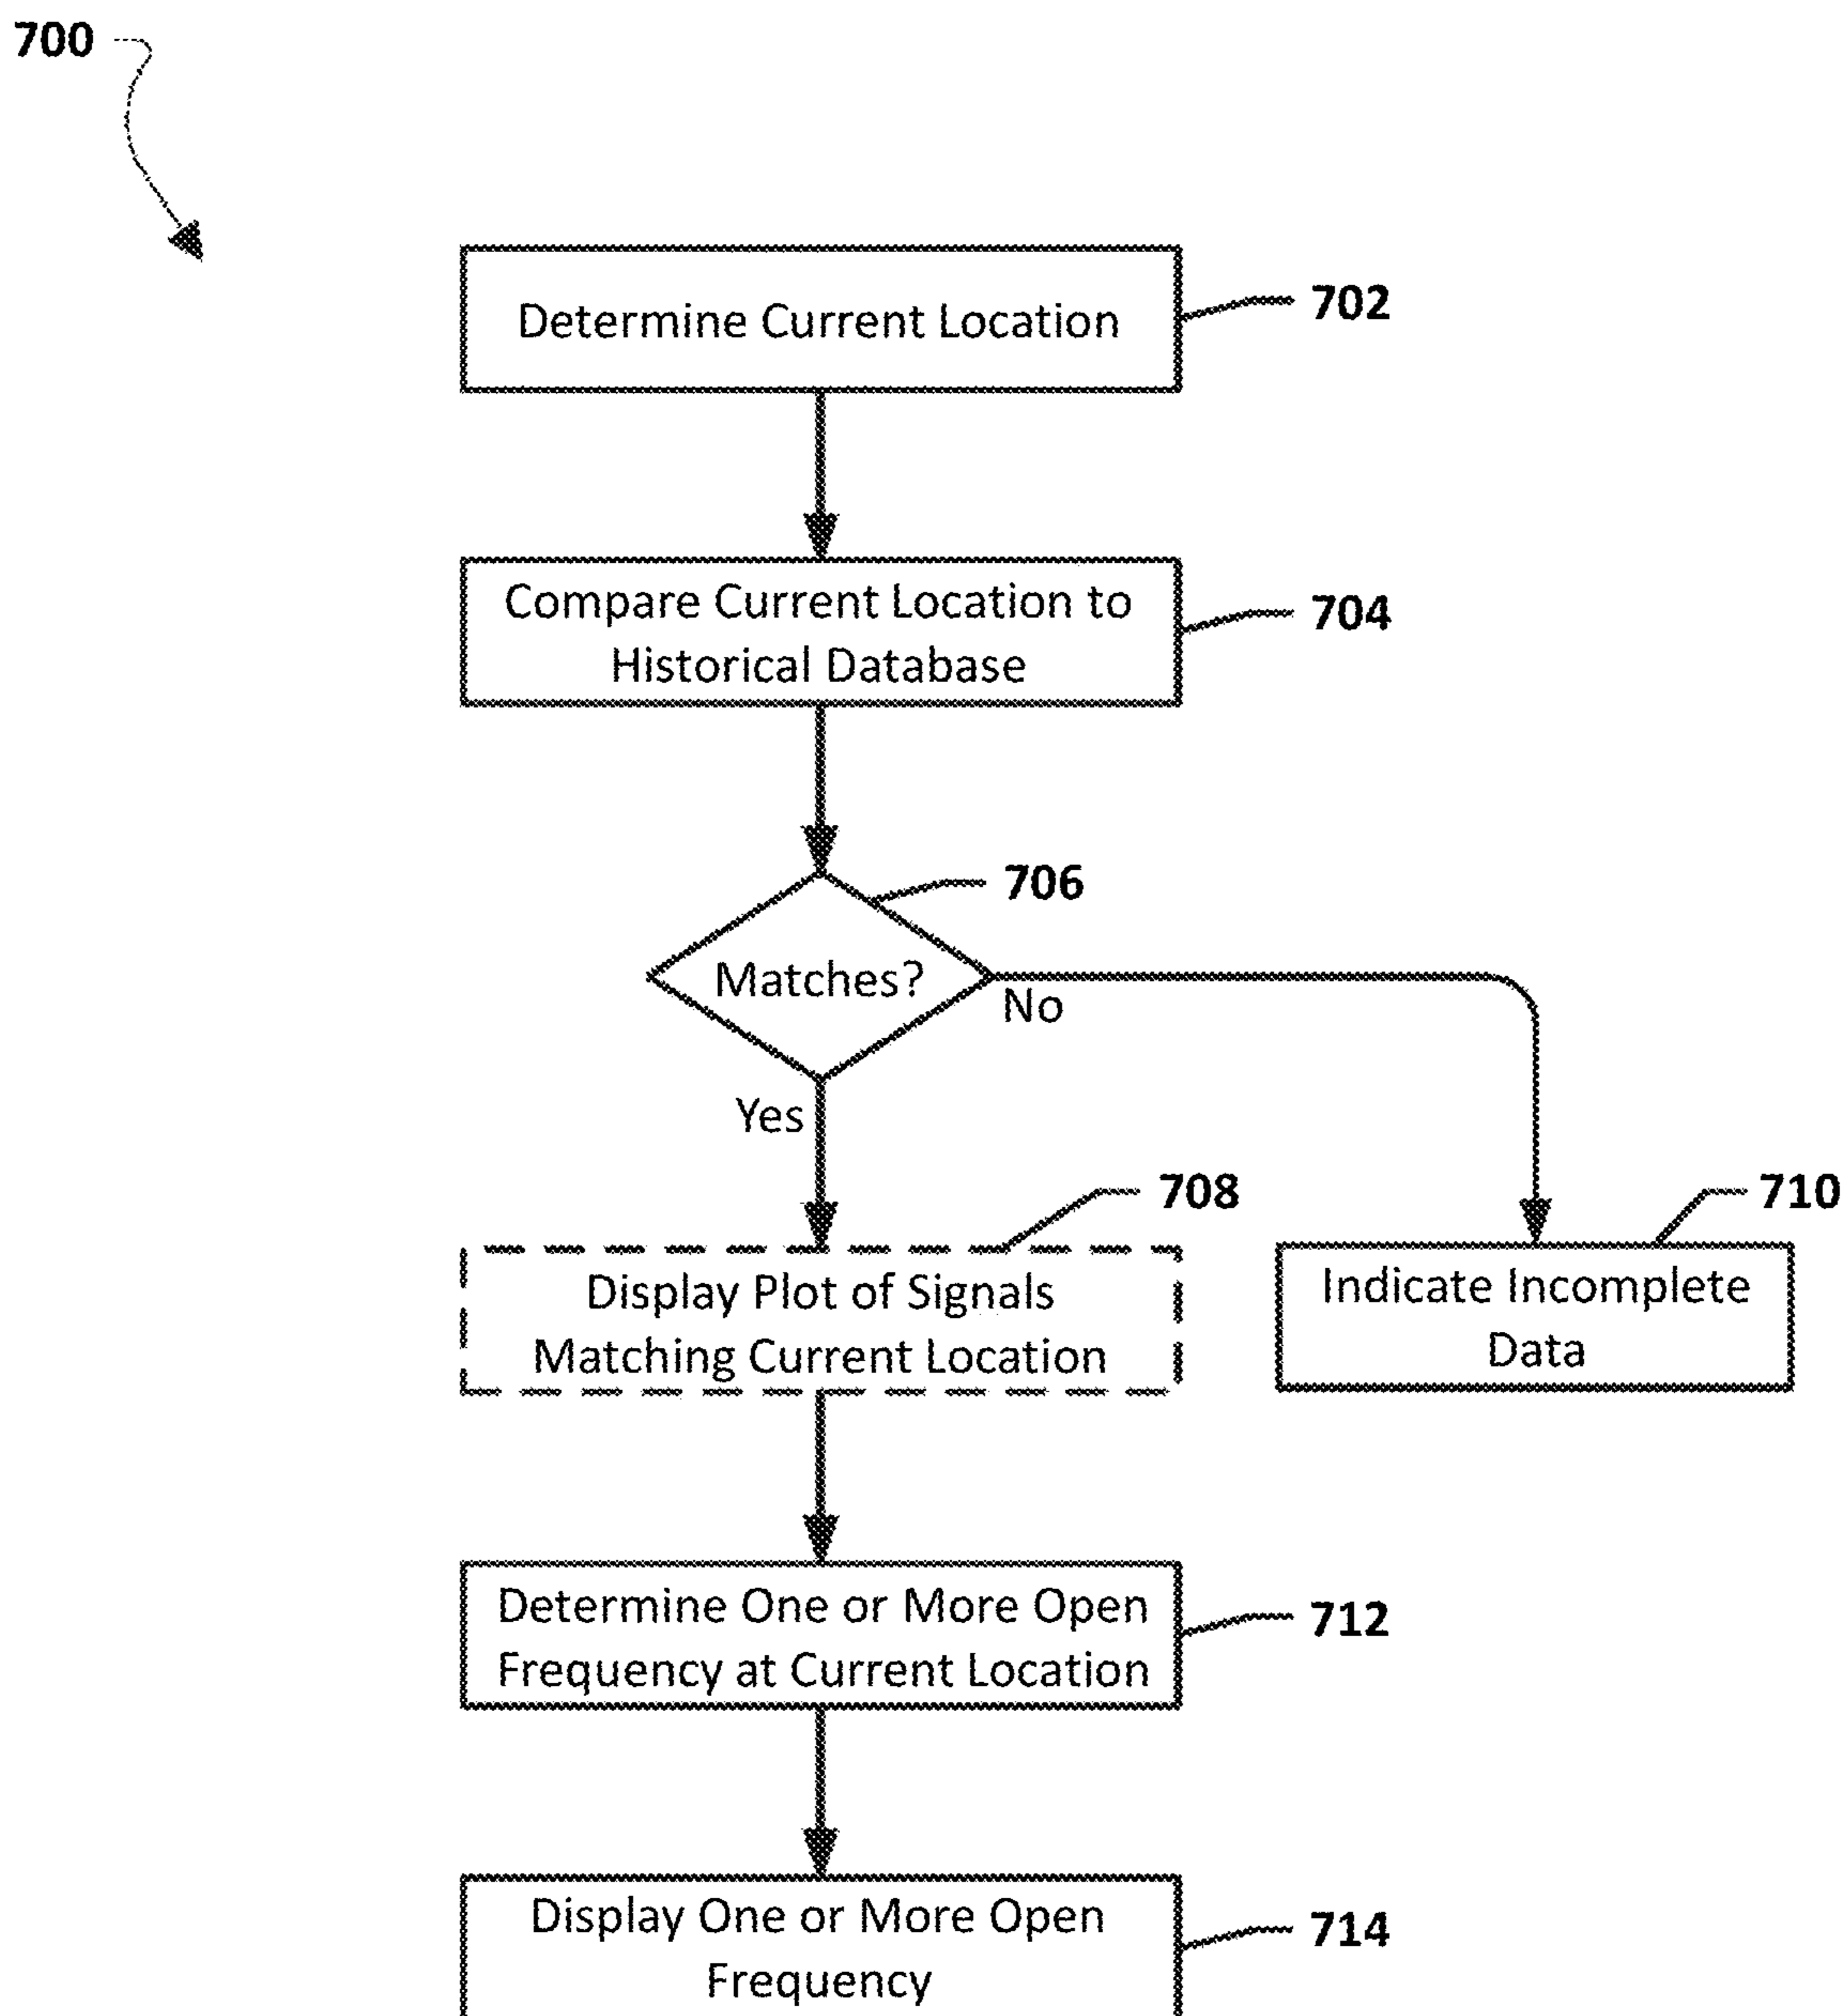 700
Determine Current Location
702
Compare Current Location to
Historical Database
704
706
Matches?
No
Yes
708
710
Display Plot of Signals
Matching Current Location
Indicate Incomplete
Data
Determine One or More Open
Frequency at Current Location
712
Display One or More Open
Frequency
714